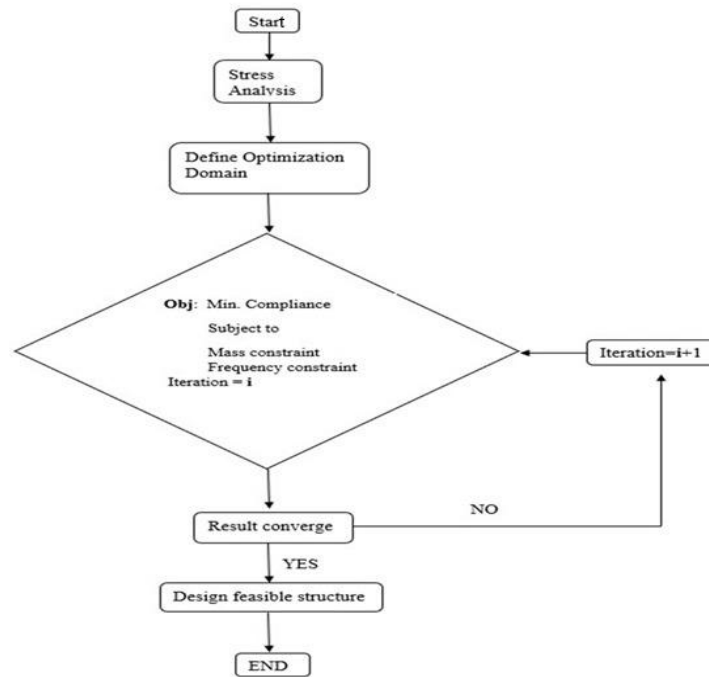 Start
Stress
Analysis
Define Optimization
Domain
Obj: Min. Compliance
Subject to
Mass constraint
Frequency constraint
Iteration = i
Iteration=i+1
Result converge
NO
YES
Design feasible structure
END